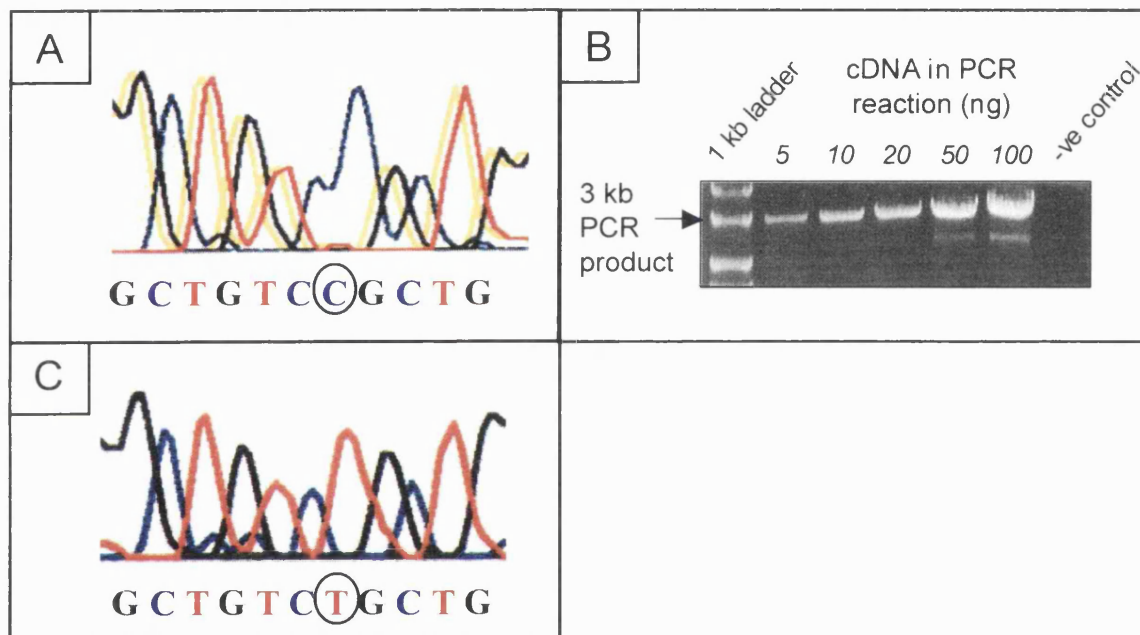 A
G C T G T C C G C T G
B
cDNA in PCR
reaction (ng)
1 kb ladder
5 10 20 50 100
-ve control
3 kb
PCR
product
C
G C T G T C T G C T G